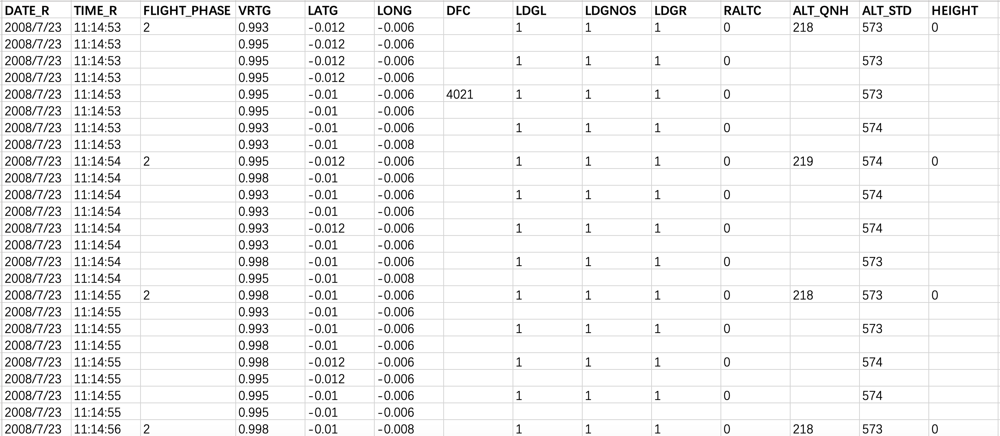 DATE_R TIME_R FLIGHT_PHASE VRTG LATG LONG DFC LDGL LDGNOS LDGR RALTC ALT_QNH ALT_STD HEIGHT
2008/7/23 11:14:53 2 0.993 -0.012 -0.006 1 1 1 0 218 573 0
2008/7/23 11:14:53 0.995 -0.012 -0.006
2008/7/23 11:14:53 0.995 -0.012 -0.006 1 1 1 0 573
2008/7/23 11:14:53 0.995 -0.012 -0.006
2008/7/23 11:14:53 0.995 -0.01 -0.006 4021 1 1 1 0 573
2008/7/23 11:14:53 0.995 -0.01 -0.006
2008/7/23 11:14:53 0.993 -0.01 -0.006 1 1 1 0 574
2008/7/23 11:14:53 0.993 -0.01 -0.008
2008/7/23 11:14:54 2 0.995 -0.012 -0.006 1 1 1 0 219 574 0
2008/7/23 11:14:54 0.998 -0.01 -0.006
2008/7/23 11:14:54 0.993 -0.01 -0.006 1 1 1 0 574
2008/7/23 11:14:54 0.993 -0.01 -0.006
2008/7/23 11:14:54 0.993 -0.012 -0.006 1 1 1 0 574
2008/7/23 11:14:54 0.993 -0.01 -0.006
2008/7/23 11:14:54 0.998 -0.01 -0.006 1 1 1 0 573
2008/7/23 11:14:54 0.995 -0.01 -0.008
2008/7/23 11:14:55 2 0.998 -0.01 -0.006 1 1 1 0 218 573 0
2008/7/23 11:14:55 0.993 -0.01 -0.006
2008/7/23 11:14:55 0.993 -0.01 -0.006 1 1 1 0 573
2008/7/23 11:14:55 0.998 -0.01 -0.006
2008/7/23 11:14:55 0.998 -0.012 -0.006 1 1 1 0 574
2008/7/23 11:14:55 0.995 -0.012 -0.006
2008/7/23 11:14:55 0.995 -0.01 -0.006 1 1 1 0 574
2008/7/23 11:14:55 0.995 -0.01 -0.006
2008/7/23 11:14:56 2 0.998 -0.01 -0.008 1 1 1 0 218 573 0